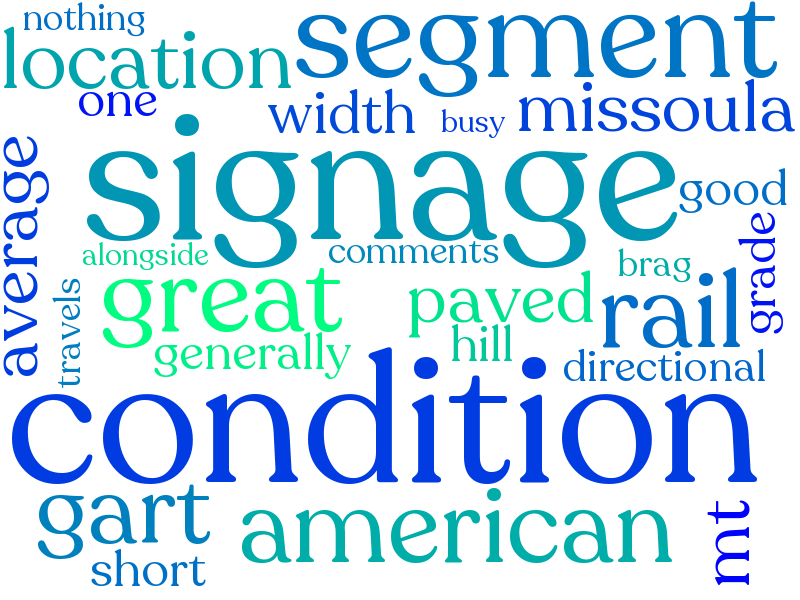 nothing
segment
location
one
width
busy
missoula
signage
average
good
alongside
comments
brag
grade
travels
great
paved
rail
generally
hill
directional
condition
gart
american
mt
short